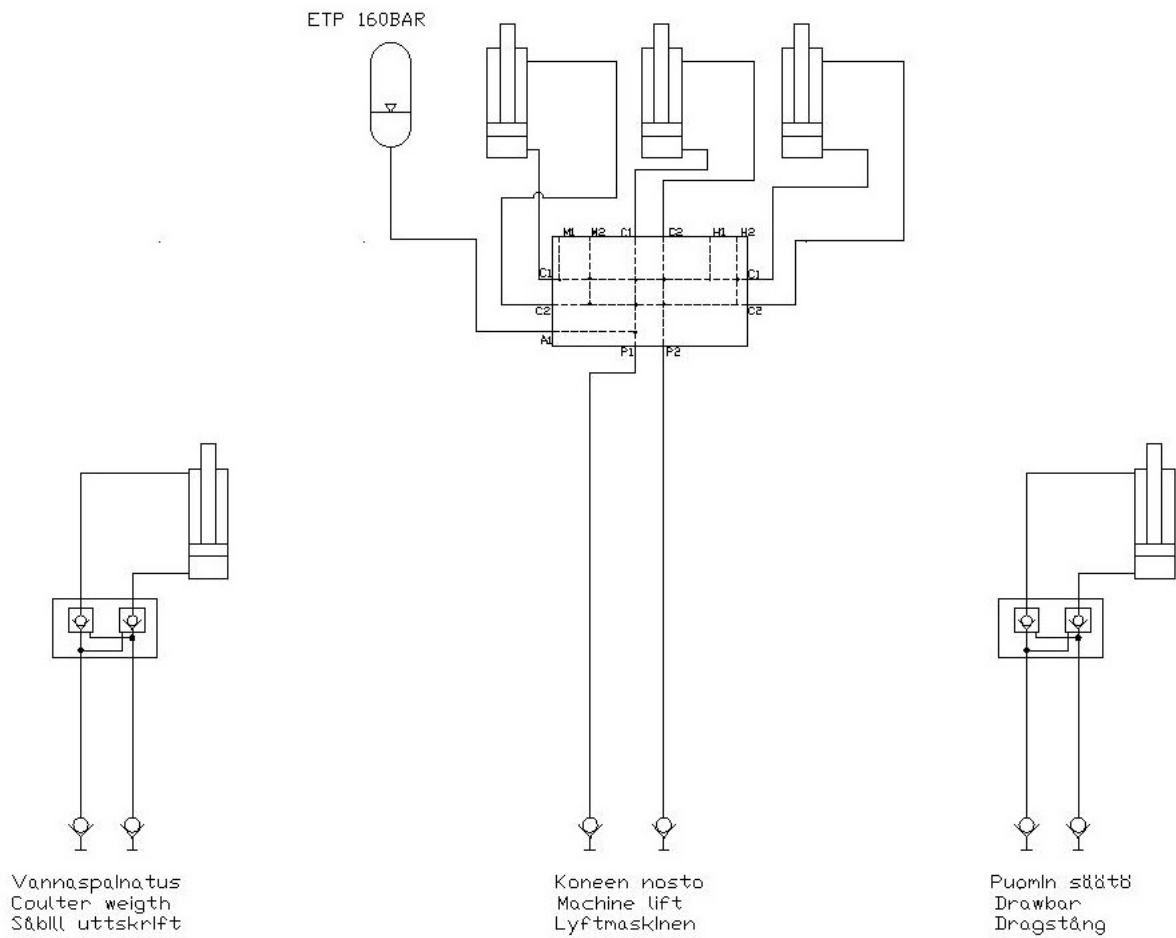 ETP 160BAR
M1 M2 C1 C2 H1 H2
C1 C1
C2 C2
A1
P1 P2
Vannaspainatus
Coulter weigth
Såbill uttskrift
Koneen nosto
Machine lift
Lyftmaskinen
Puomin säätö
Drawbar
Dragstång